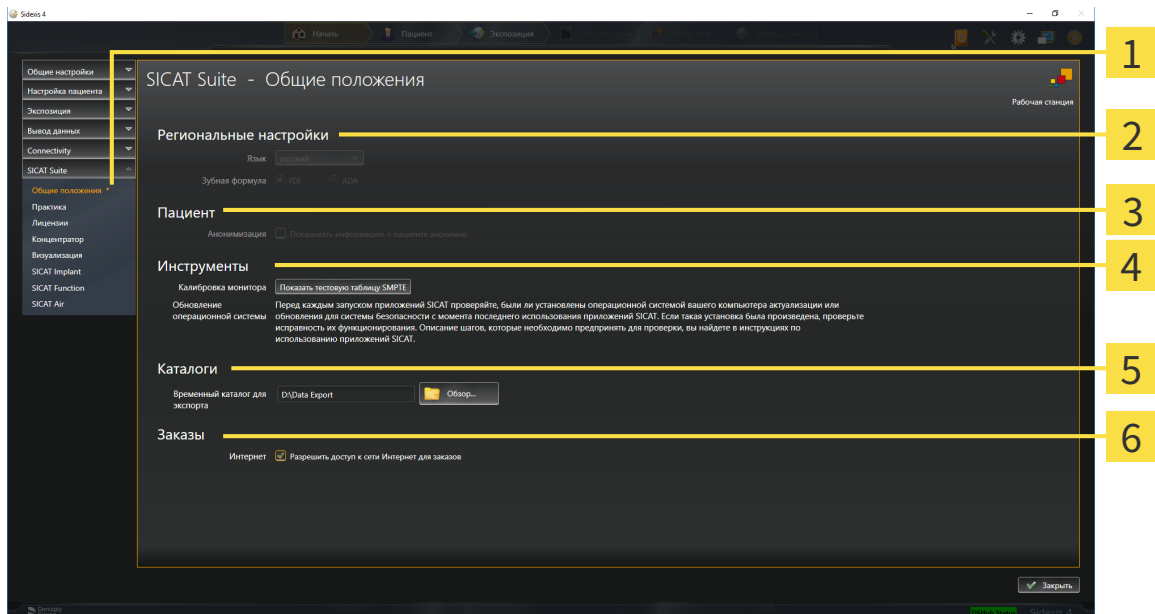 Sidexis 4
Начать
Пациент
Экспозиция
1
Общие настройки
Настройка пациента
Экспозиция
Вывод данных
Connectivity
SICAT Suite
Общие положения *
Практика
Лицензии
Концентратор
Визуализация
SICAT Implant
SICAT Function
SICAT Air
SICAT Suite - Общие положения
Рабочая станция
Региональные настройки
2
Язык русский
Зубная формула FDI ADA
Пациент
3
Анонимизация Показывать информацию о пациенте анонимно
Инструменты
4
Калибровка монитора Показать тестовую таблицу SMPTE
Обновление операционной системы
Перед каждым запуском приложений SICAT проверяйте, были ли установлены операционной системой вашего компьютера актуализации или
обновления для системы безопасности с момента последнего использования приложений SICAT. Если такая установка была произведена, проверьте
исправность их функционирования. Описание шагов, которые необходимо предпринять для проверки, вы найдете в инструкциях по
использованию приложений SICAT.
Каталоги
5
Временный каталог для экспорта
D:\Data Export
Обзор...
Заказы
6
Интернет Разрешить доступ к сети Интернет для заказов
Закрыть
Sidexis 4